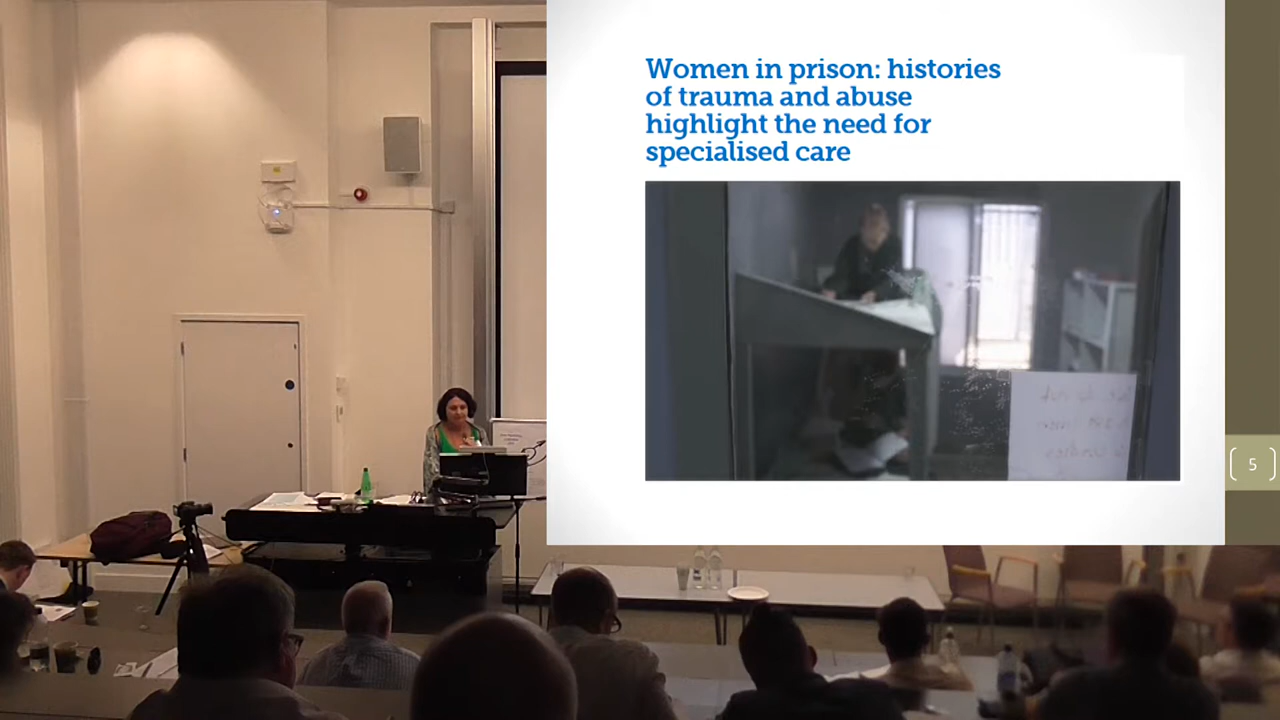 Women in prison: histories
of trauma and abuse
highlight the need for
specialised care
5